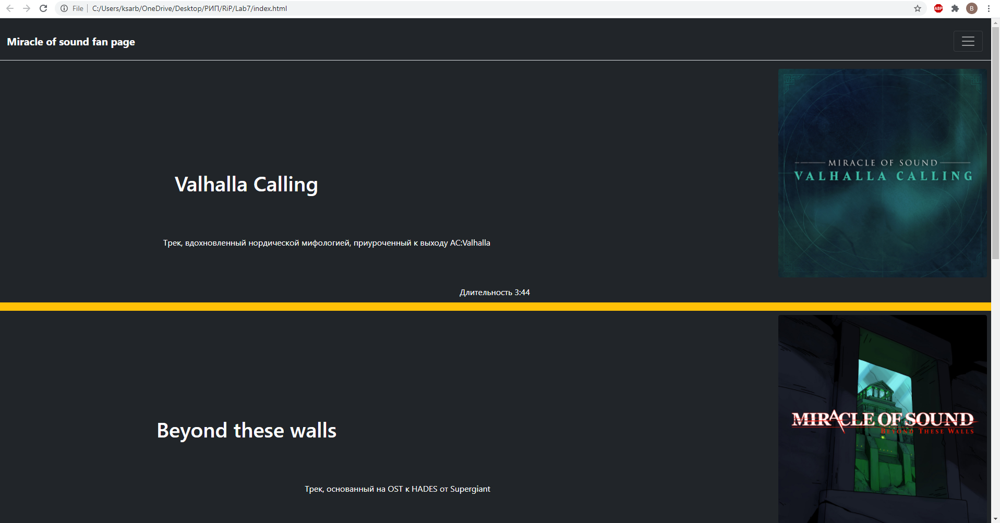 File
C:/Users/ksarb/OneDrive/Desktop/РИП/RiP/Lab7/index.html
ABP
B
Miracle of sound fan page
MIRACLE OF SOUND
VALHALLA CALLING
Valhalla Calling
Трек, вдохновленный нордической мифологией, приуроченный к выходу AC:Valhalla
Длительность 3:44
MIRACLE OF SOUND
BEYOND THESE WALLS
Beyond these walls
Трек, основанный на OST к HADES от Supergiant